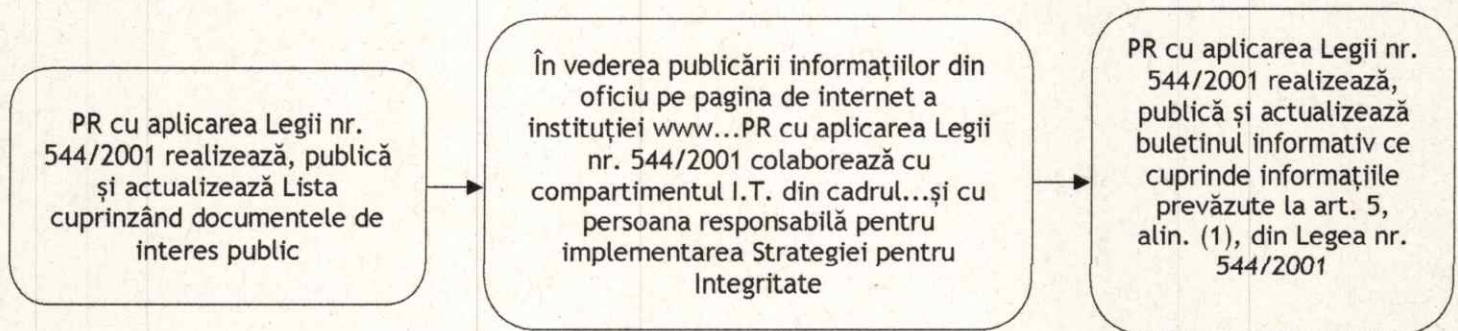 PR cu aplicarea Legii nr.
544/2001 realizează, publică
și actualizează Lista
cuprinzând documentele de
interes public
În vederea publicării informațiilor din
oficiu pe pagina de internet a
instituției www...PR cu aplicarea Legii
nr. 544/2001 colaborează cu
compartimentul I.T. din cadrul...și cu
persoana responsabilă pentru
implementarea Strategiei pentru
Integritate
PR cu aplicarea Legii nr.
544/2001 realizează,
publică și actualizează
buletinul informativ ce
cuprinde informațiile
prevăzute la art. 5,
alin. (1), din Legea nr.
544/2001